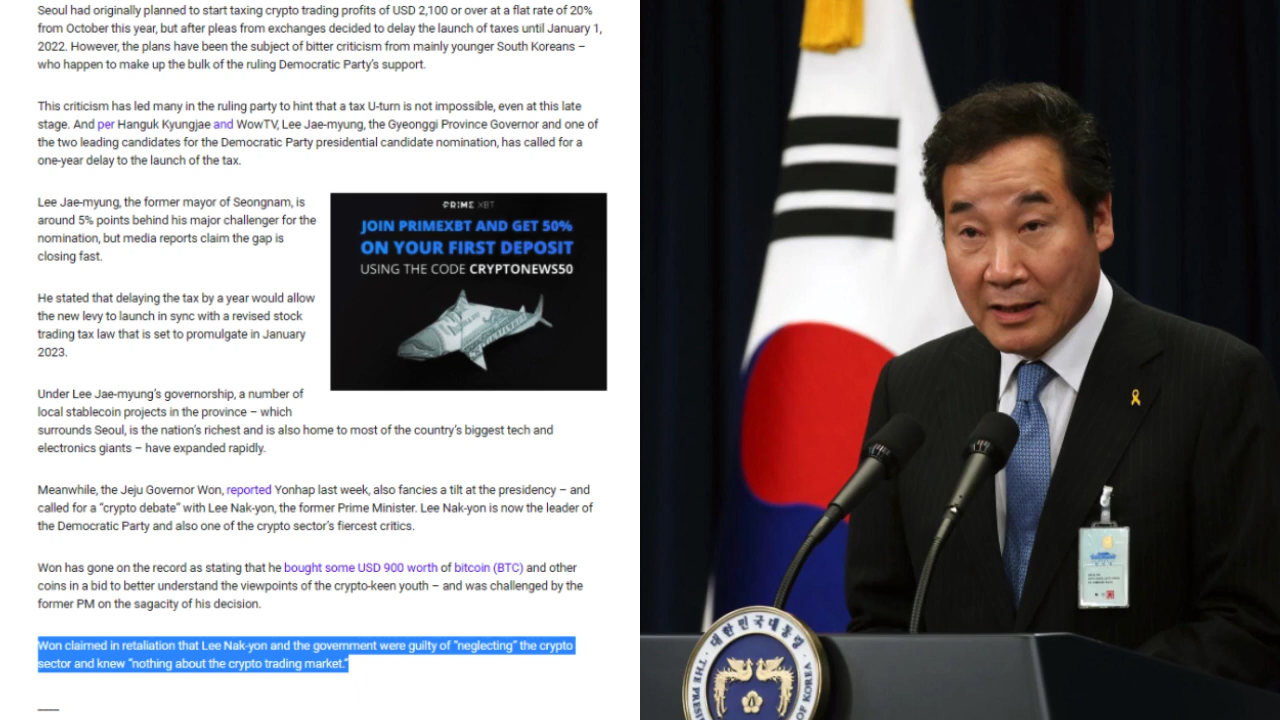 Seoul had originally planned to start taxing crypto trading profits of USD 2,100 or over at a flat rate of 20%
from October this year, but after pleas from exchanges decided to delay the launch of taxes until January 1,
2022. However, the plans have been the subject of bitter criticism from mainly younger South Koreans –
who happen to make up the bulk of the ruling Democratic Party's support.
This criticism has led many in the ruling party to hint that a tax U-turn is not impossible, even at this late
stage. And per Hanguk Kyungjae and WowTV, Lee Jae-myung, the Gyeonggi Province Governor and one of
the two leading candidates for the Democratic Party presidential candidate nomination, has called for a
one-year delay to the launch of the tax.
Lee Jae-myung, the former mayor of Seongnam, is
around 5% points behind his major challenger for the
nomination, but media reports claim the gap is
closing fast.
He stated that delaying the tax by a year would allow
the new levy to launch in sync with a revised stock
trading tax law that is set to promulgate in January
2023.
PRIME XBT
JOIN PRIMEXBT AND GET 50%
ON YOUR FIRST DEPOSIT
USING THE CODE CRYPTONEWS50
Under Lee Jae-myung's governorship, a number of
local stablecoin projects in the province – which
surrounds Seoul, is the nation's richest and is also home to most of the country's biggest tech and
electronics giants – have expanded rapidly.
Meanwhile, the Jeju Governor Won, reported Yonhap last week, also fancies a tilt at the presidency – and
called for a "crypto debate" with Lee Nak-yon, the former Prime Minister. Lee Nak-yon is now the leader of
the Democratic Party and also one of the crypto sector's fiercest critics.
Won has gone on the record as stating that he bought some USD 900 worth of bitcoin (BTC) and other
coins in a bid to better understand the viewpoints of the crypto-keen youth – and was challenged by the
former PM on the sagacity of his decision.
Won claimed in retaliation that Lee Nak-yon and the government were guilty of "neglecting" the crypto
sector and knew "nothing about the crypto trading market."
대한민국대통령
THE PRESI
OF KOREA